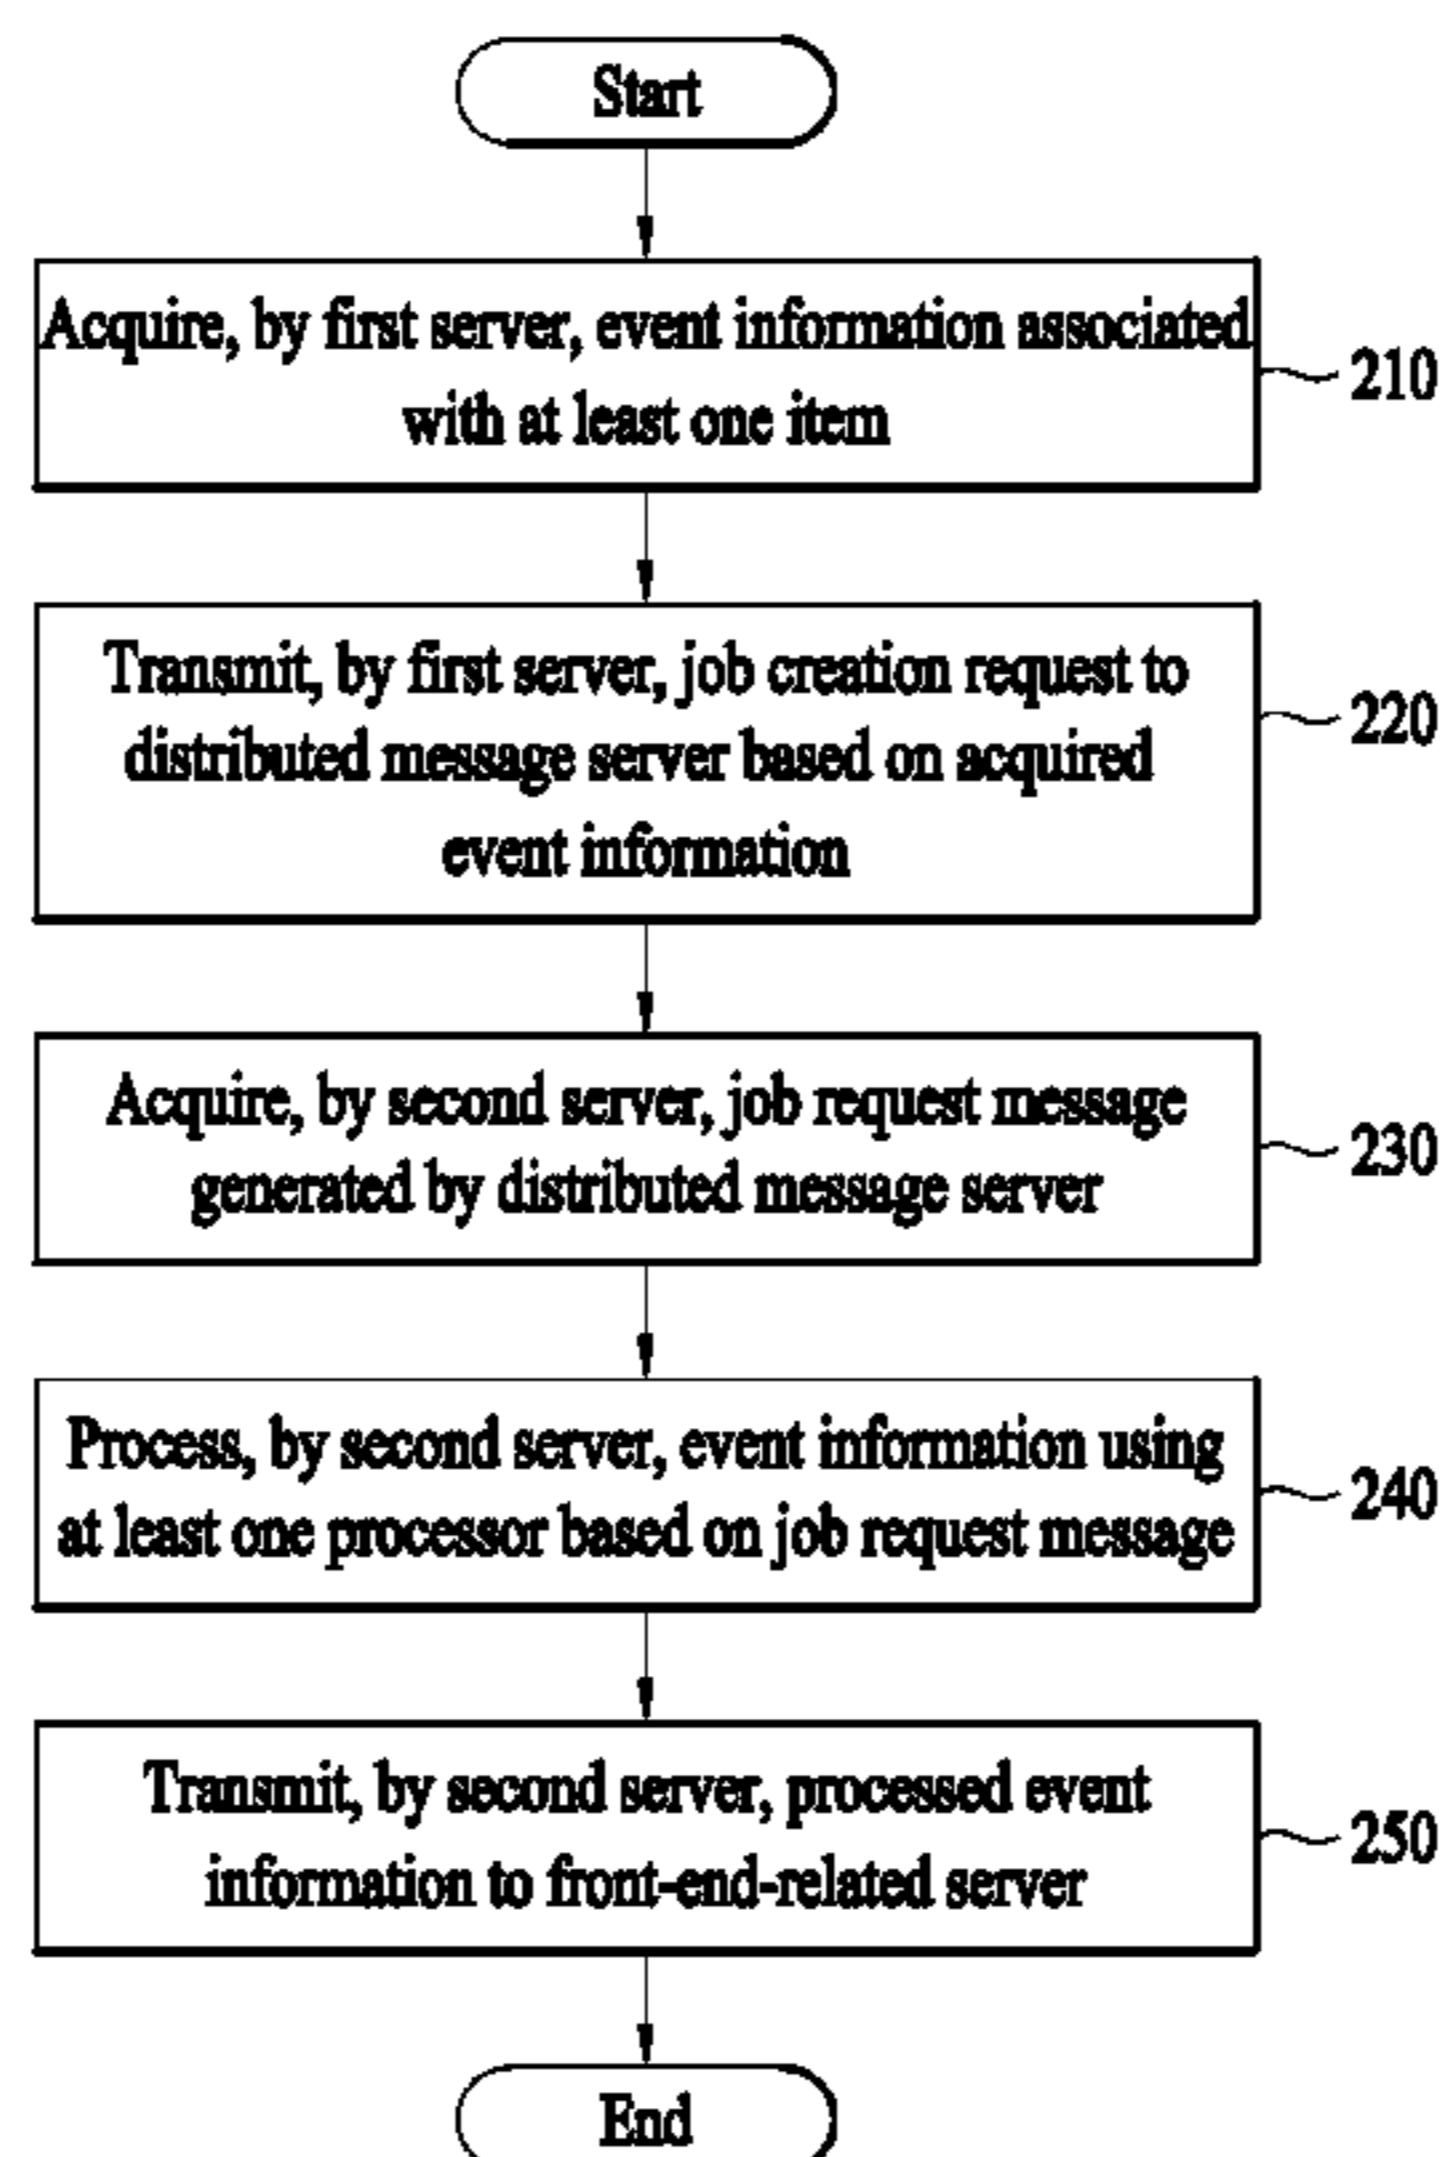 Start
Acquire, by first server, event information associated
with at least one item
210
Transmit, by first server, job creation request to
distributed message server based on acquired
event information
220
Acquire, by second server, job request message
generated by distributed message server
230
Process, by second server, event information using
at least one processor based on job request message
240
Transmit, by second server, processed event
information to front-end-related server
250
End